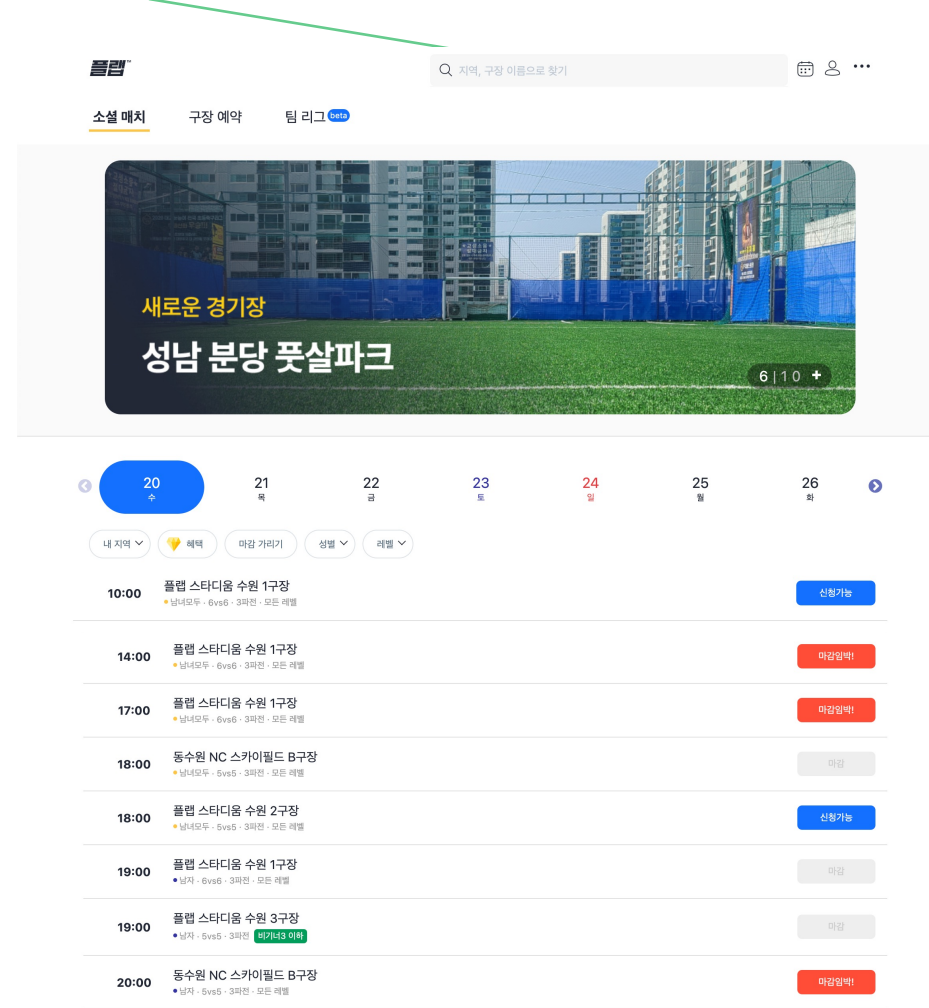 플랩™
지역, 구장 이름으로 찾기
소셜 매치 구장 예약 팀 리그 beta
새로운 경기장
성남 분당 풋살파크
6 | 10 +
20 21 22 23 24 25 26
수 목 금 토 일 월 화
내 지역 혜택 마감 가리기 성별 레벨
10:00 플랩 스타디움 수원 1구장 신청가능
남녀모두 · 6vs6 · 3파전 · 모든 레벨
14:00 플랩 스타디움 수원 1구장 마감임박!
남녀모두 · 6vs6 · 3파전 · 모든 레벨
17:00 플랩 스타디움 수원 1구장 마감임박!
남녀모두 · 6vs6 · 3파전 · 모든 레벨
18:00 동수원 NC 스카이필드 B구장 마감
남녀모두 · 5vs5 · 3파전 · 모든 레벨
18:00 플랩 스타디움 수원 2구장 신청가능
남녀모두 · 5vs5 · 3파전 · 모든 레벨
19:00 플랩 스타디움 수원 1구장 마감
남자 · 6vs6 · 3파전 · 모든 레벨
19:00 플랩 스타디움 수원 3구장 마감
남자 · 5vs5 · 3파전 비기너3 이하
20:00 동수원 NC 스카이필드 B구장 마감임박!
남자 · 5vs5 · 3파전 · 모든 레벨